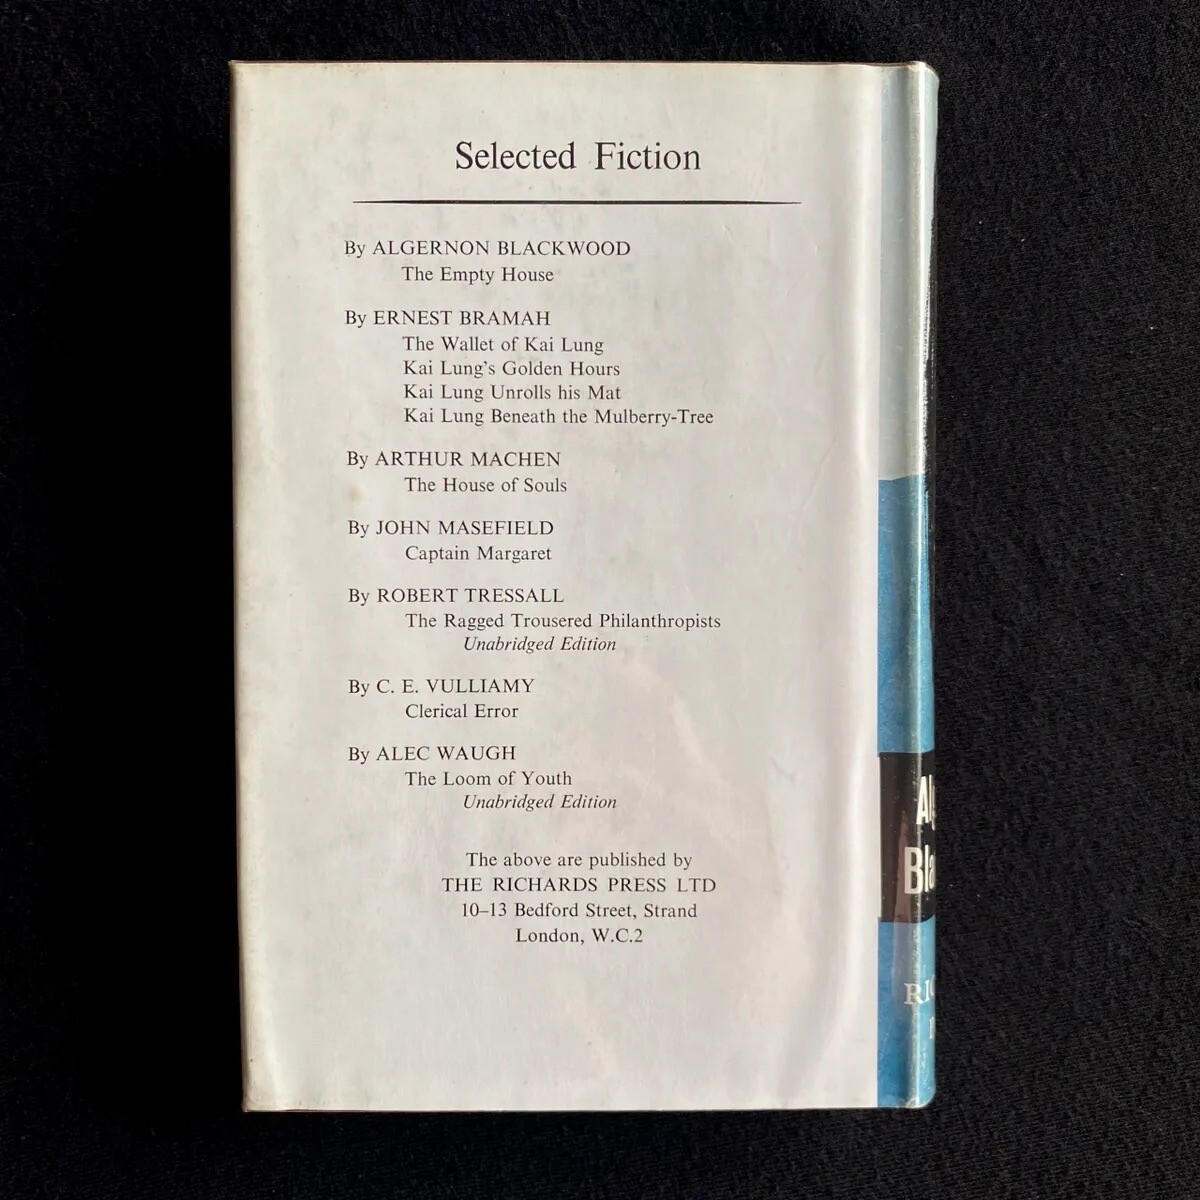 Selected Fiction
By ALGERNON BLACKWOOD
The Empty House
By ERNEST BRAMAH
The Wallet of Kai Lung
Kai Lung's Golden Hours
Kai Lung Unrolls his Mat
Kai Lung Beneath the Mulberry-Tree
By ARTHUR MACHEN
The House of Souls
By JOHN MASEFIELD
Captain Margaret
By ROBERT TRESSALL
The Ragged Trousered Philanthropists
Unabridged Edition
By C. E. VULLIAMY
Clerical Error
By ALEC WAUGH
The Loom of Youth
Unabridged Edition
The above are published by
THE RICHARDS PRESS LTD
10–13 Bedford Street, Strand
London, W.C.2